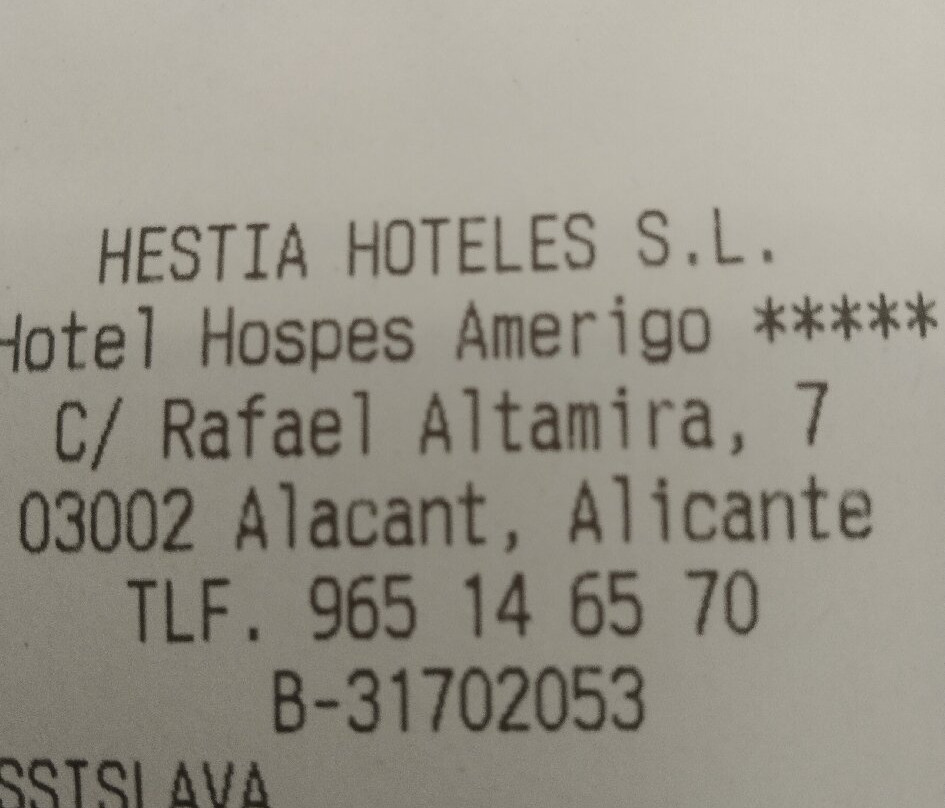 HESTIA HOTELES S.L.
Hotel Hospes Amerigo *****
C/ Rafael Altamira, 7
03002 Alacant, Alicante
TLF. 965 14 65 70
B-31702053